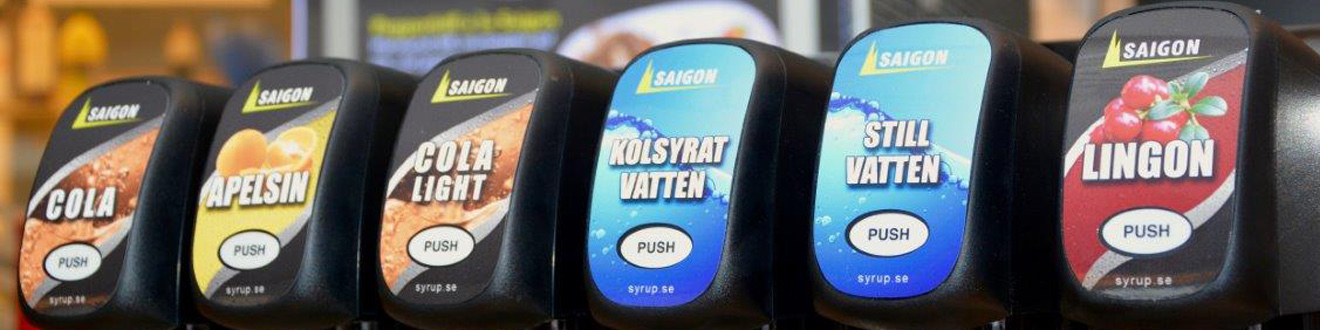 SAIGON
COLA
PUSH
syrup.se
SAIGON
APELSIN
PUSH
syrup.se
SAIGON
COLA
LIGHT
PUSH
syrup.se
SAIGON
KOLSYRAT
VATTEN
PUSH
syrup.se
SAIGON
STILL
VATTEN
PUSH
syrup.se
SAIGON
LINGON
PUSH
syrup.se